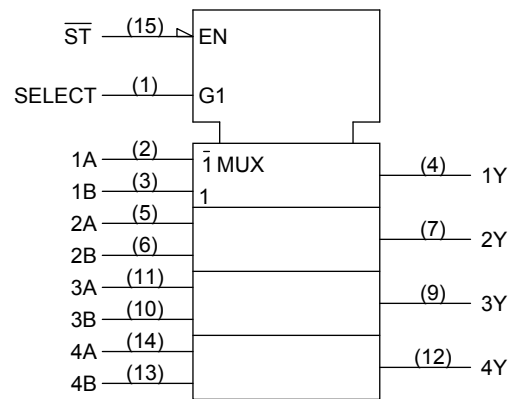 S̅T̅ (15) EN
SELECT (1) G1
1A (2) 1̅ MUX (4) 1Y
1B (3) 1
2A (5) (7) 2Y
2B (6)
3A (11) (9) 3Y
3B (10)
4A (14) (12) 4Y
4B (13)